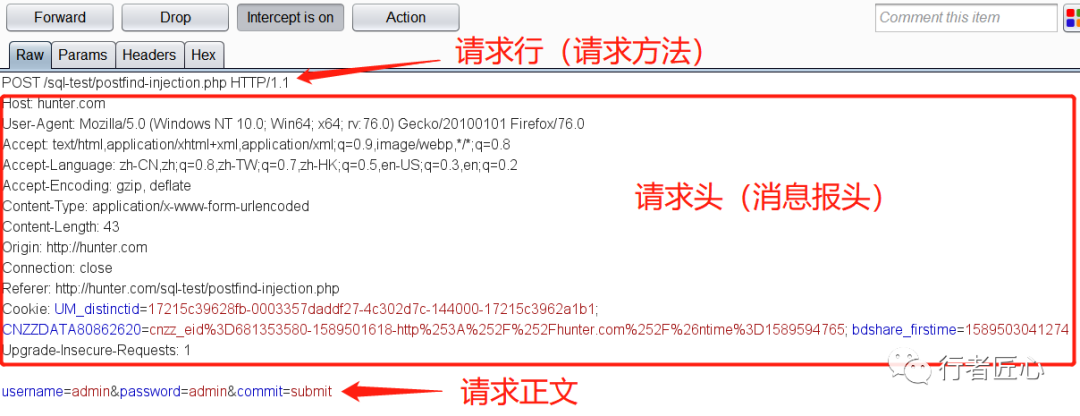 Forward Drop Intercept is on Action Comment this item
Raw Params Headers Hex
请求行（请求方法）
POST /sql-test/postfind-injection.php HTTP/1.1
Host: hunter.com
User-Agent: Mozilla/5.0 (Windows NT 10.0; Win64; x64; rv:76.0) Gecko/20100101 Firefox/76.0
Accept: text/html,application/xhtml+xml,application/xml;q=0.9,image/webp,*/*;q=0.8
Accept-Language: zh-CN,zh;q=0.8,zh-TW;q=0.7,zh-HK;q=0.5,en-US;q=0.3,en;q=0.2
Accept-Encoding: gzip, deflate
请求头（消息报头）
Content-Type: application/x-www-form-urlencoded
Content-Length: 43
Origin: http://hunter.com
Connection: close
Referer: http://hunter.com/sql-test/postfind-injection.php
Cookie: UM_distinctid=17215c39628fb-0003357daddf27-4c302d7c-144000-17215c3962a1b1;
CNZZDATA80862620=cnzz_eid%3D681353580-1589501618-http%253A%252F%252Fhunter.com%252F%26ntime%3D1589594765; bdshare_firstime=1589503041274
Upgrade-Insecure-Requests: 1
行者匠心
username=admin&password=admin&commit=submit
请求正文